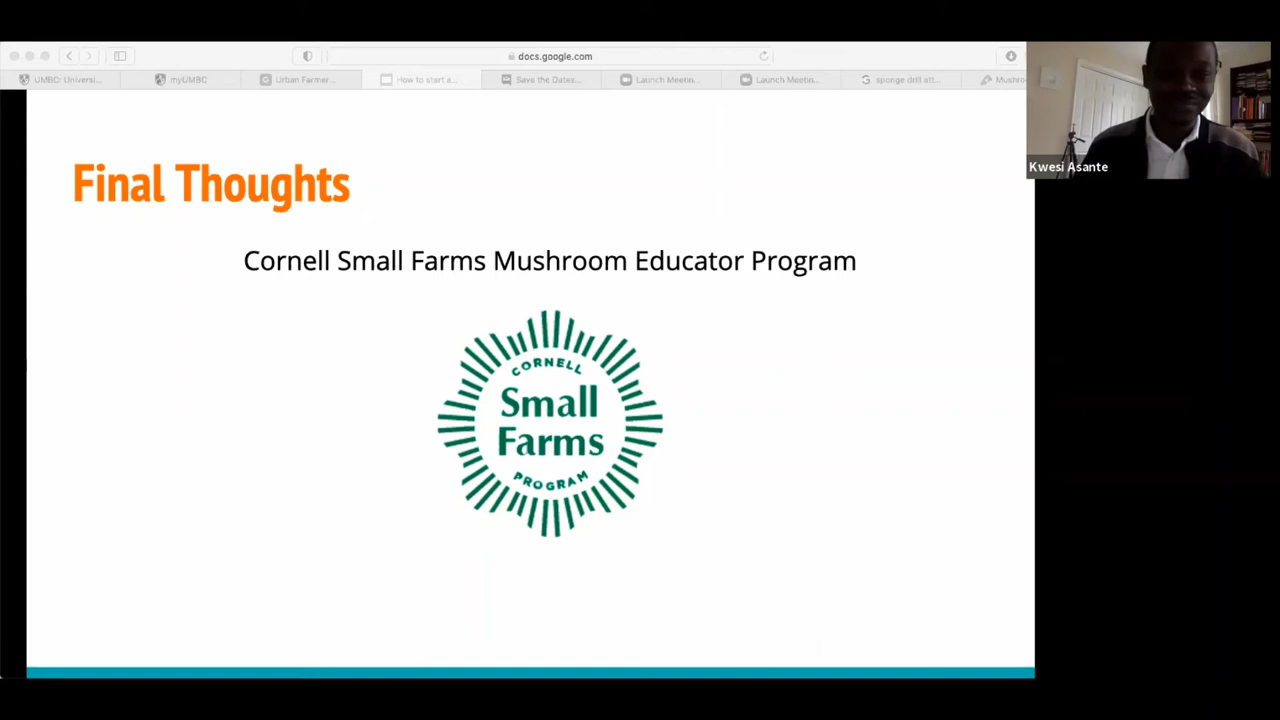 docs.google.com
UMBC: Universi...
myUMBC
Urban Farmer...
How to start a...
Save the Dates...
Launch Meetin...
Launch Meetin...
sponge drill att...
Mushro
Kwesi Asante
Final Thoughts
Cornell Small Farms Mushroom Educator Program
CORNELL
Small
Farms
PROGRAM